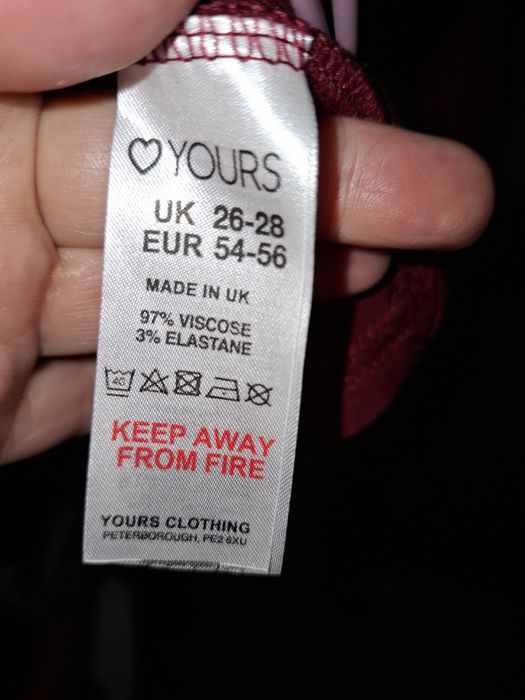 YOURS
UK 26-28
EUR 54-56
MADE IN UK
97% VISCOSE
3% ELASTANE
40
KEEP AWAY
FROM FIRE
YOURS CLOTHING
PETERBOROUGH, PE2 6XU